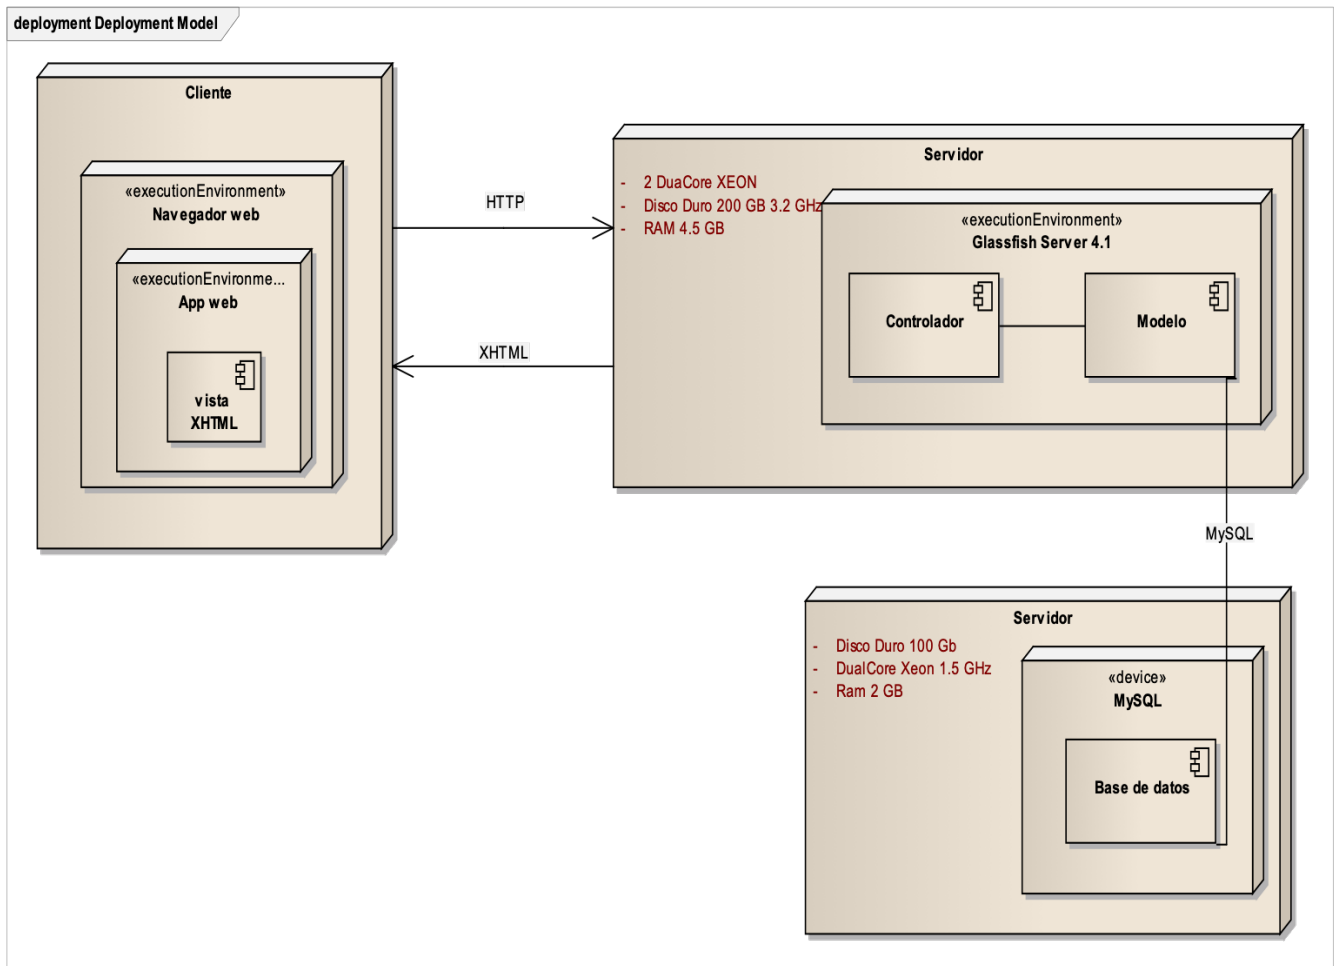 deployment Deployment Model
Cliente
«executionEnvironment»
Navegador web
«executionEnvironme...
App web
vista
XHTML
HTTP
XHTML
Servidor
- 2 DuaCore XEON
- Disco Duro 200 GB 3.2 GHz
- RAM 4.5 GB
«executionEnvironment»
Glassfish Server 4.1
Controlador
Modelo
MySQL
Servidor
- Disco Duro 100 Gb
- DualCore Xeon 1.5 GHz
- Ram 2 GB
«device»
MySQL
Base de datos